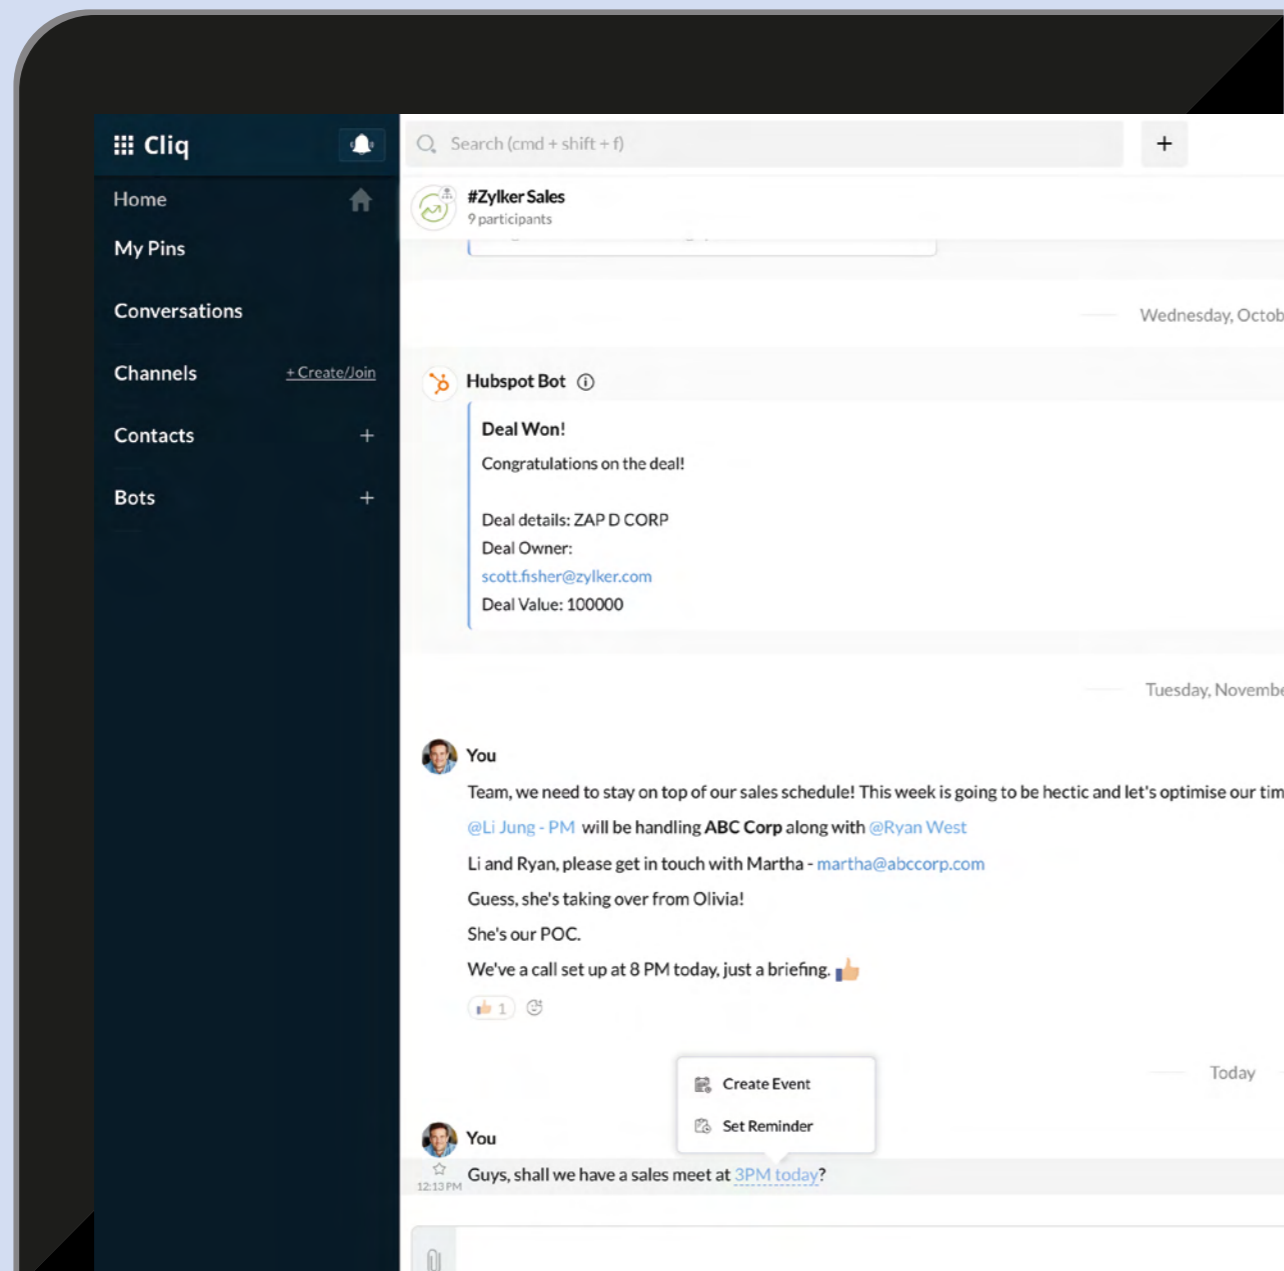 Cliq
Search (cmd + shift + f)
+
Home
#Zylker Sales
9 participants
My Pins
Conversations
Wednesday, Octob
Channels
+ Create/Join
Hubspot Bot
Contacts +
Deal Won!
Congratulations on the deal!
Bots +
Deal details: ZAP D CORP
Deal Owner:
scott.fisher@zylker.com
Deal Value: 100000
Tuesday, Novembe
You
Team, we need to stay on top of our sales schedule! This week is going to be hectic and let's optimise our tim
@Li Jung - PM will be handling ABC Corp along with @Ryan West
Li and Ryan, please get in touch with Martha - martha@abccorp.com
Guess, she's taking over from Olivia!
She's our POC.
We've a call set up at 8 PM today, just a briefing.
1
Today
Create Event
Set Reminder
You
Guys, shall we have a sales meet at 3PM today?
12:13 PM